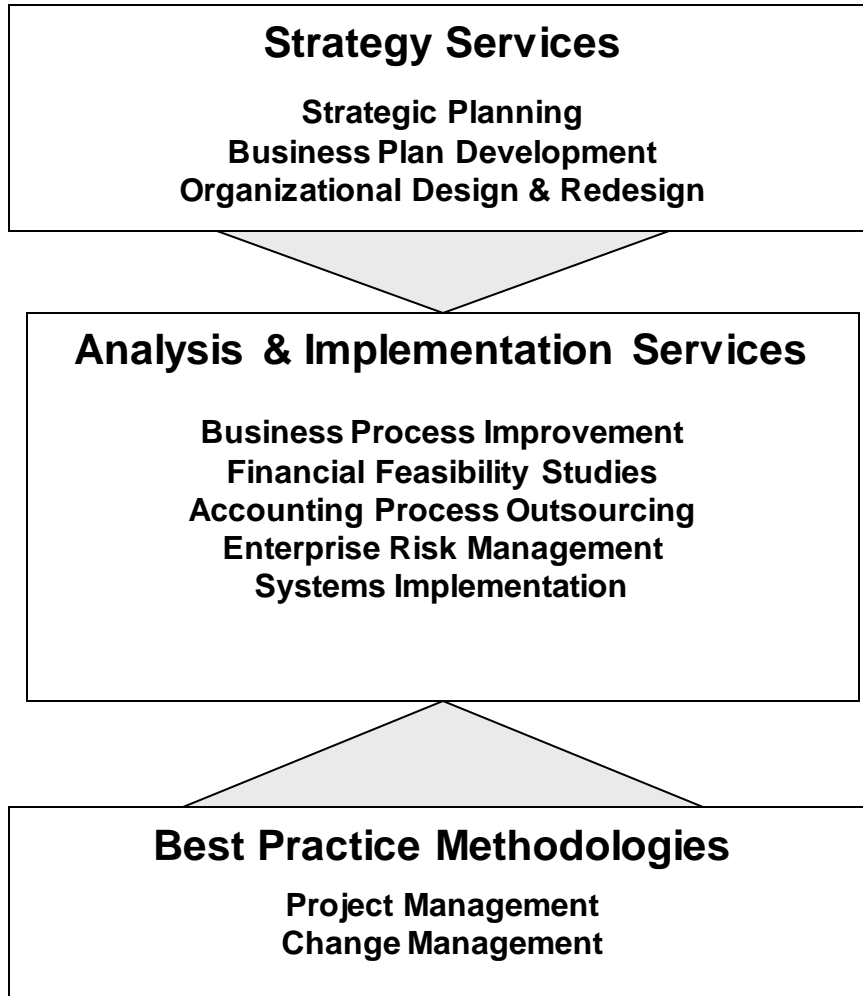 Strategy Services
Strategic Planning
Business Plan Development
Organizational Design & Redesign
Analysis & Implementation Services
Business Process Improvement
Financial Feasibility Studies
Accounting Process Outsourcing
Enterprise Risk Management
Systems Implementation
Best Practice Methodologies
Project Management
Change Management